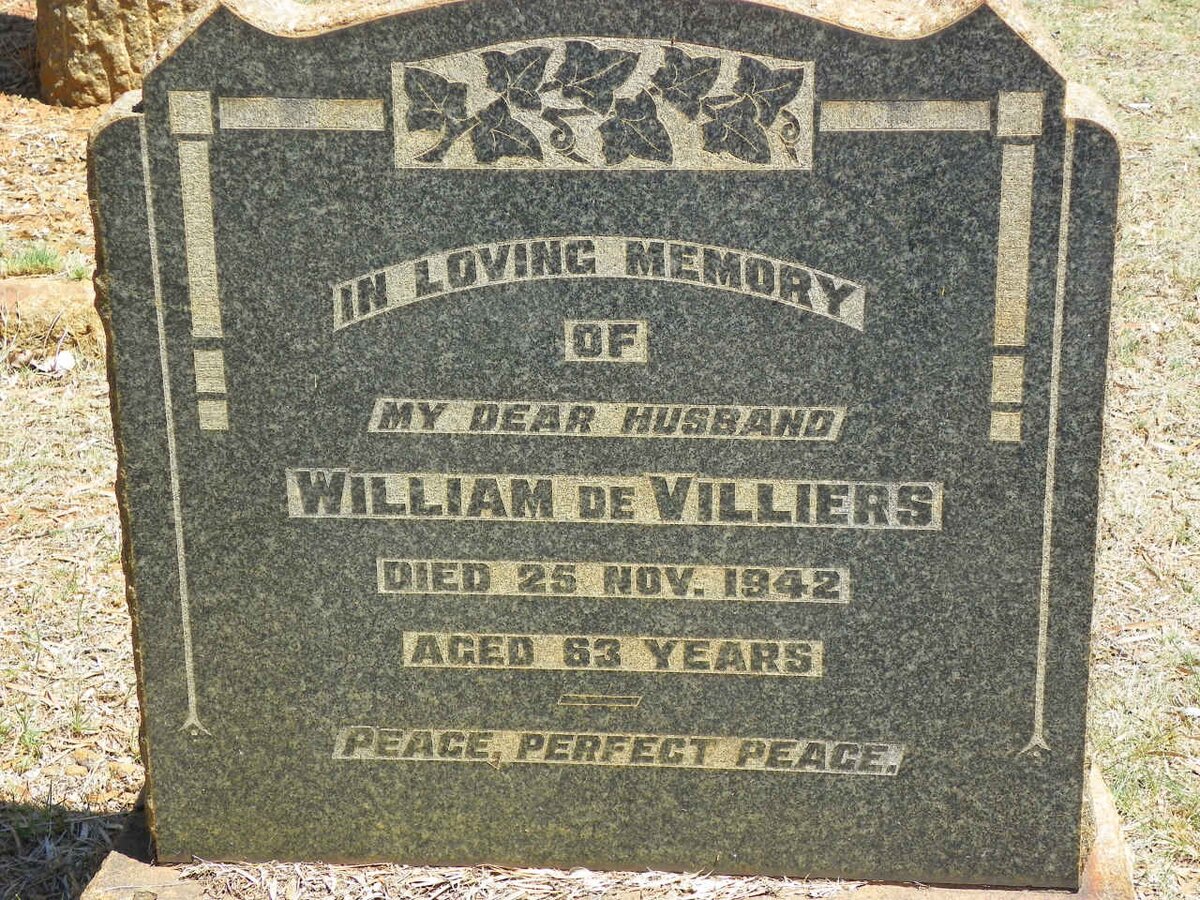 IN LOVING MEMORY
OF
MY DEAR HUSBAND
WILLIAM DE VILLIERS
DIED 25 NOV. 1942
AGED 63 YEARS
PEACE, PERFECT PEACE.